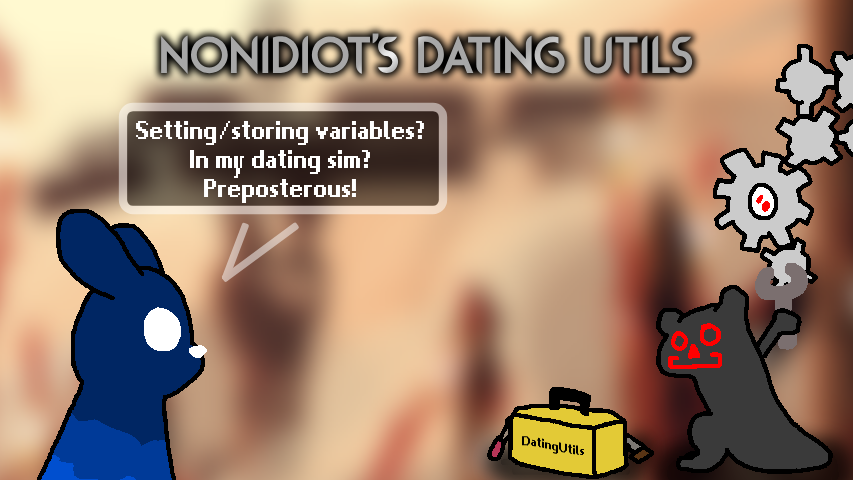 NONIDIOT'S DATING UTILS
Setting/storing variables?
In my dating sim?
Preposterous!
DatingUtils